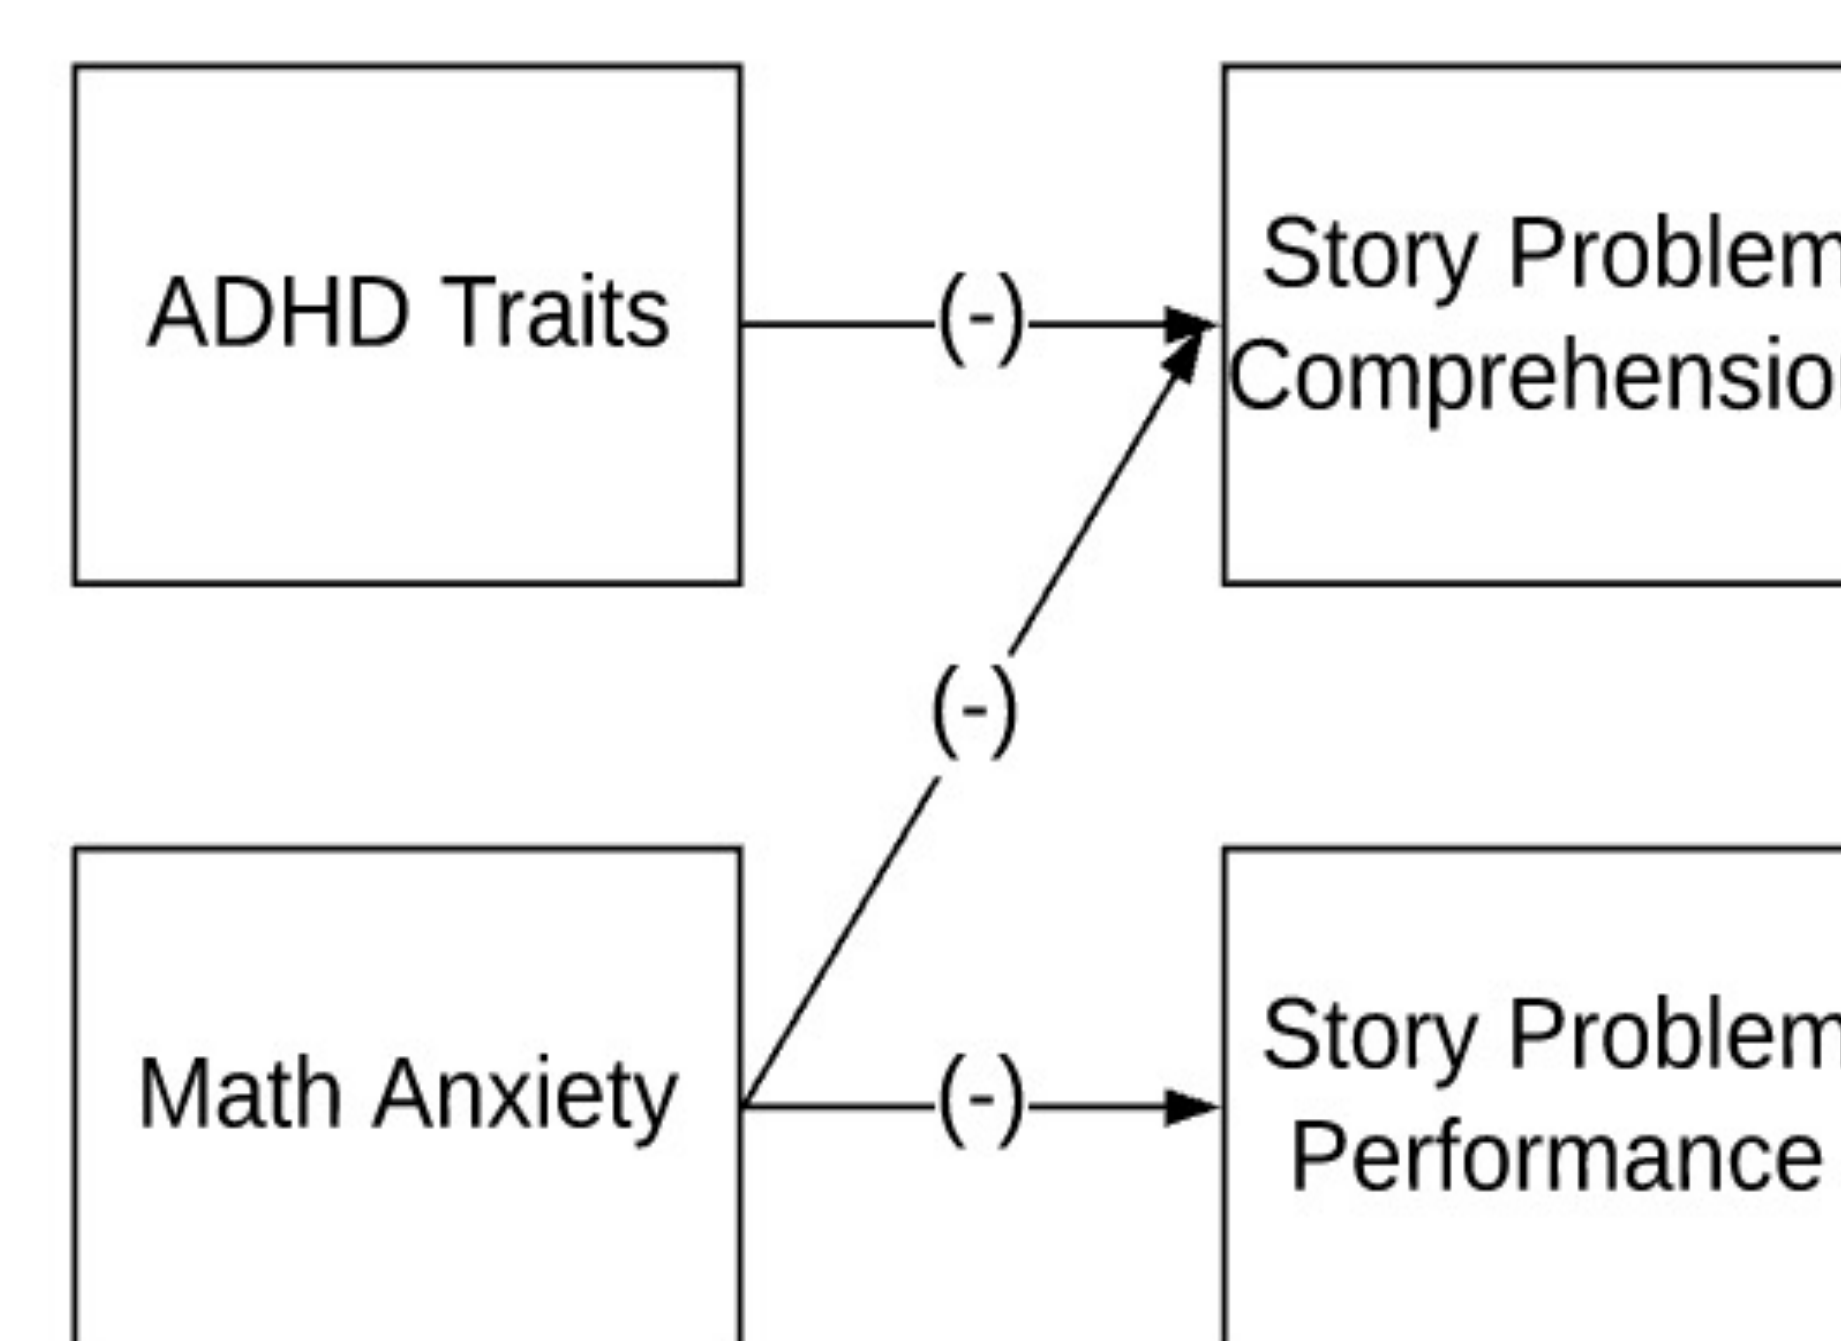 ADHD Traits
(-)
Story Problem
Comprehension
(-)
Math Anxiety
(-)
Story Problem
Performance